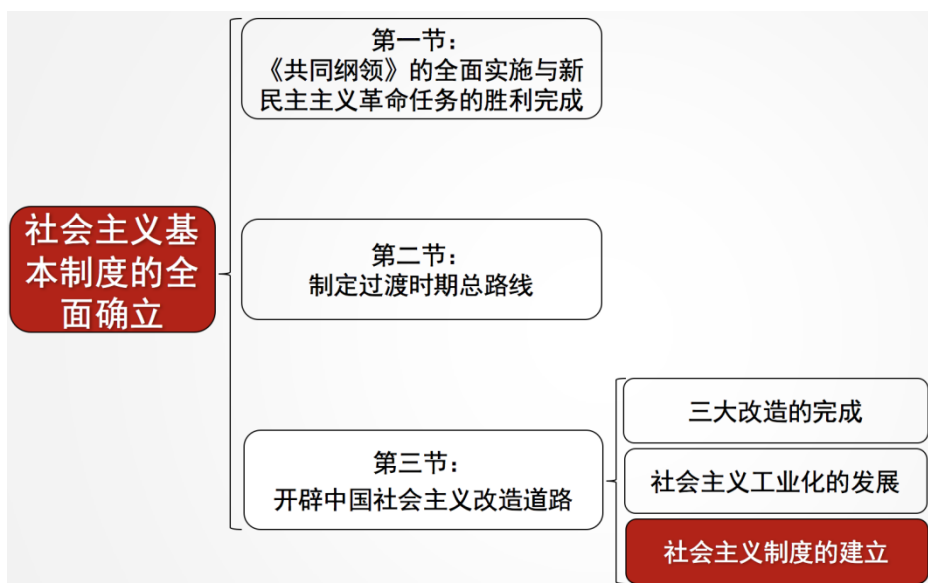 第一节：
《共同纲领》的全面实施与新
民主主义革命任务的胜利完成
社会主义基
本制度的全
面确立
第二节：
制定过渡时期总路线
第三节：
开辟中国社会主义改造道路
三大改造的完成
社会主义工业化的发展
社会主义制度的建立